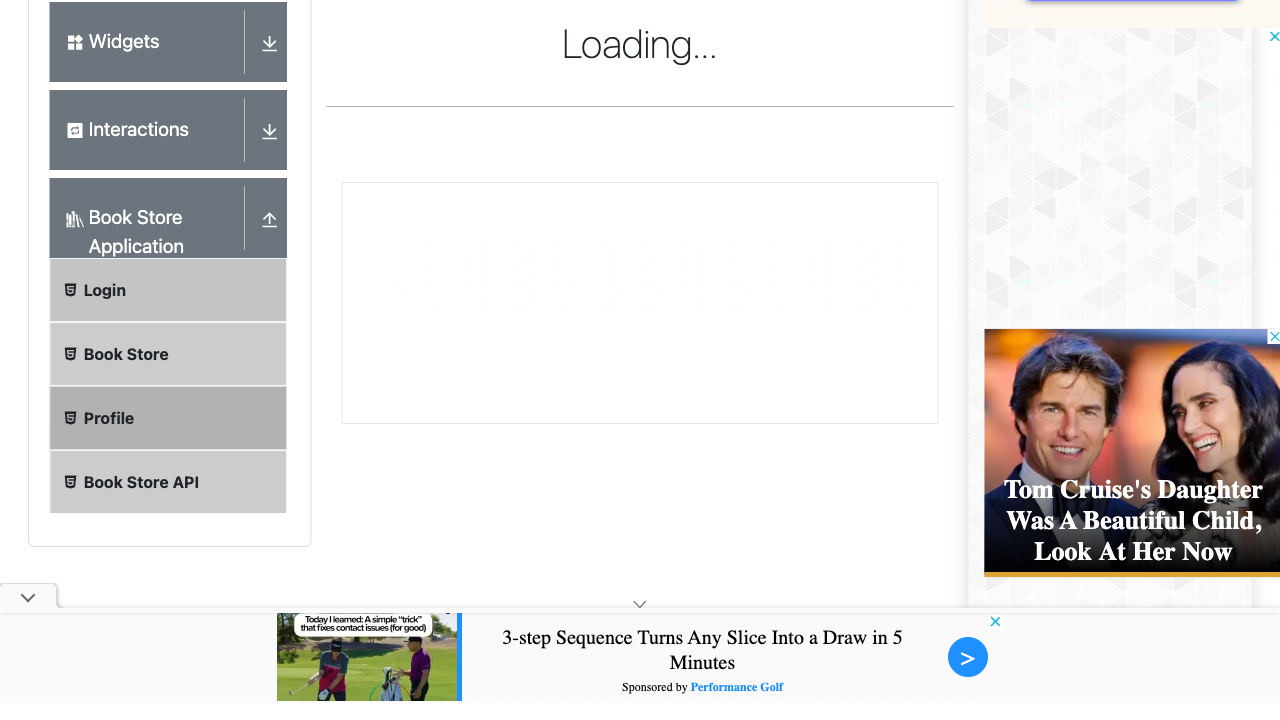 Widgets
Interactions
Book Store
Application
Login
Book Store
Profile
Book Store API
Loading...
Tom Cruise's Daughter
Was A Beautiful Child,
Look At Her Now
Today I learned: A simple “trick”
that fixes contact issues (for good)
3-step Sequence Turns Any Slice Into a Draw in 5
Minutes
Sponsored by Performance Golf
>